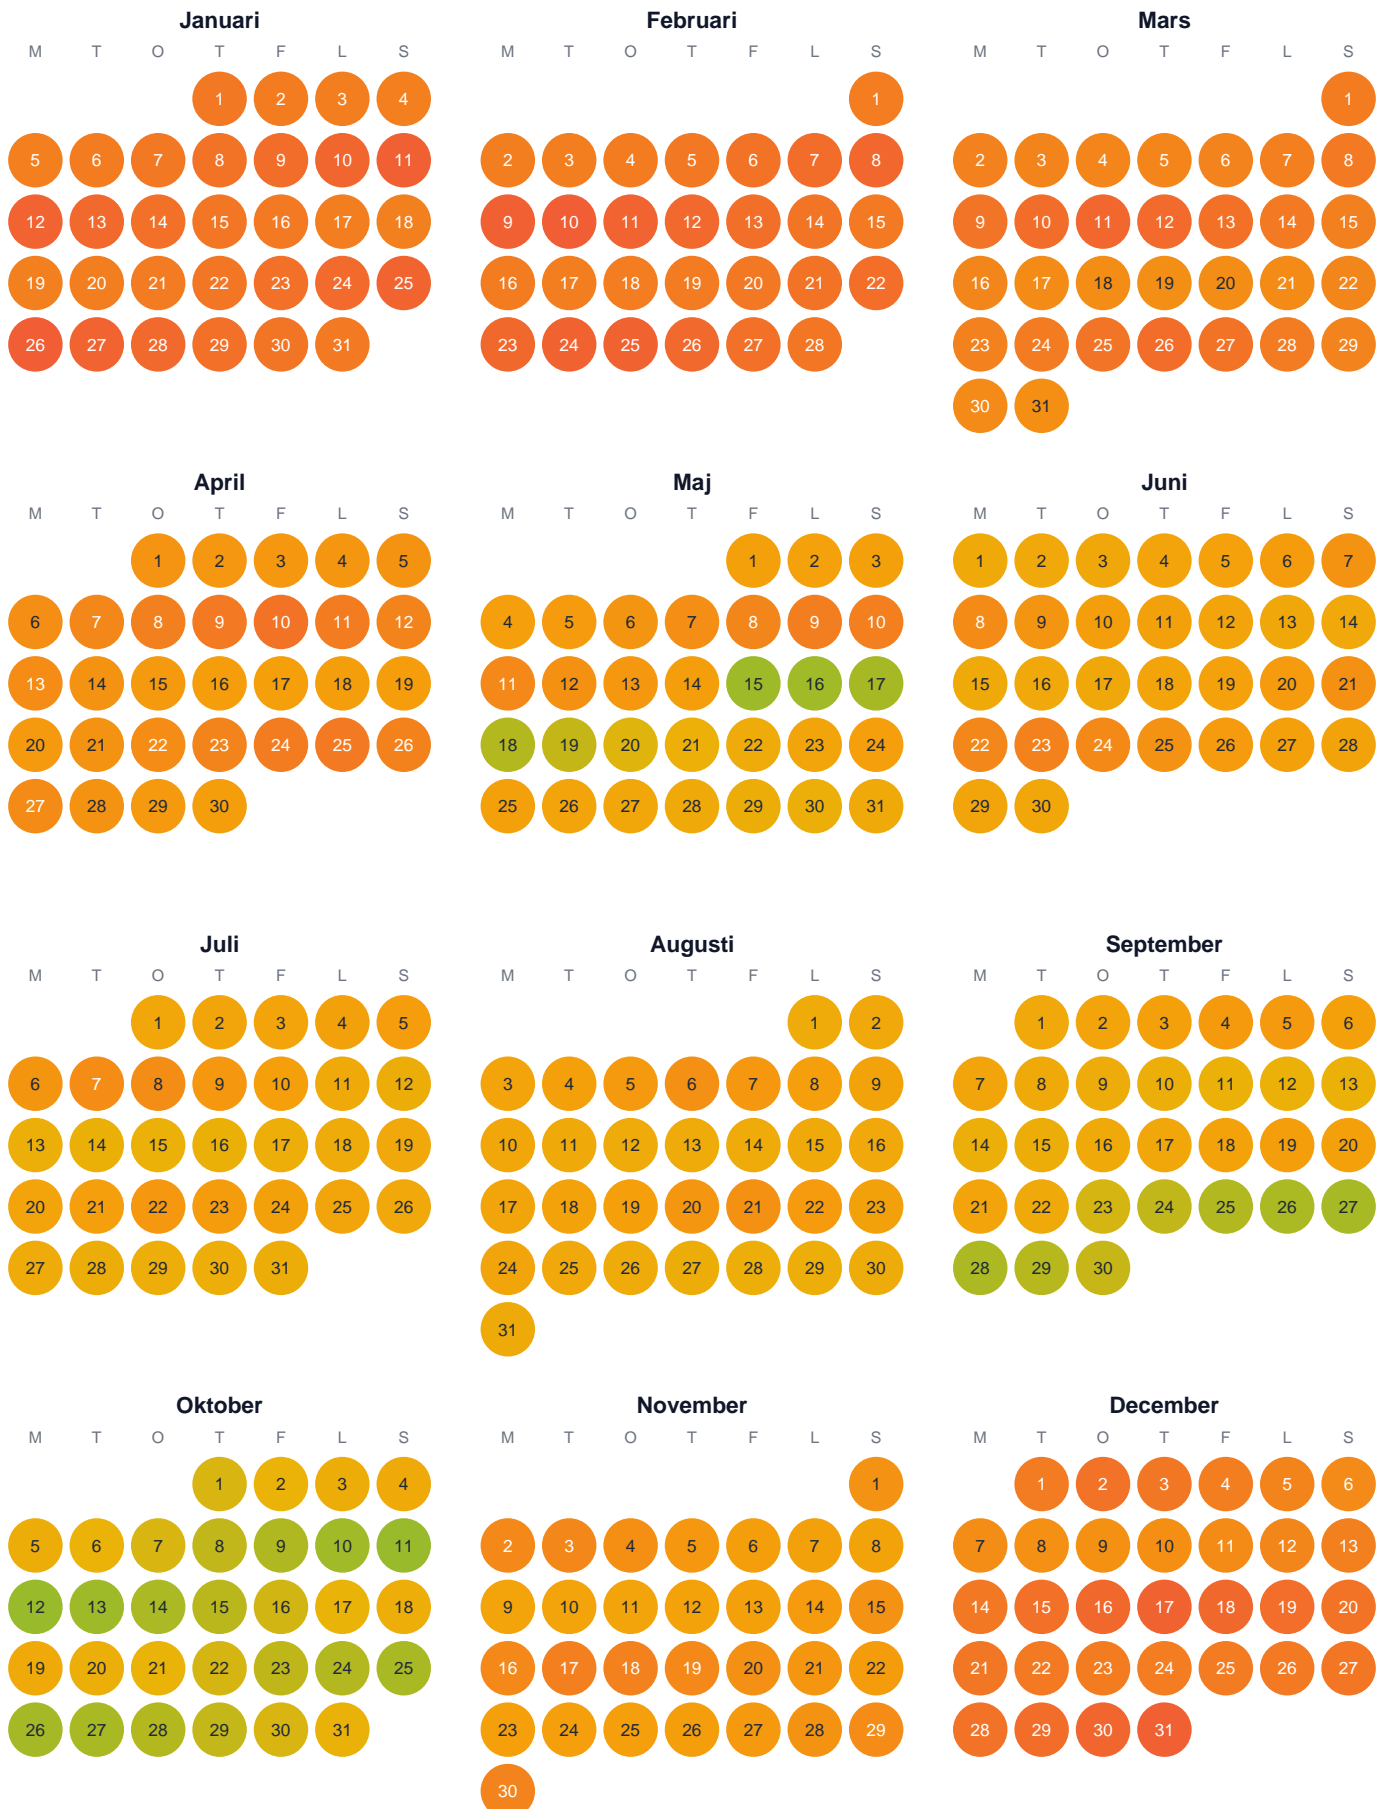 Januari Februari Mars
M T O T F L S M T O T F L S M T O T F L S
1 2 3 4 1 1
5 6 7 8 9 10 11 2 3 4 5 6 7 8 2 3 4 5 6 7 8
12 13 14 15 16 17 18 9 10 11 12 13 14 15 9 10 11 12 13 14 15
19 20 21 22 23 24 25 16 17 18 19 20 21 22 16 17 18 19 20 21 22
26 27 28 29 30 31 23 24 25 26 27 28 23 24 25 26 27 28 29
30 31
April Maj Juni
M T O T F L S M T O T F L S M T O T F L S
1 2 3 4 5 1 2 3 1 2 3 4 5 6 7
6 7 8 9 10 11 12 4 5 6 7 8 9 10 8 9 10 11 12 13 14
13 14 15 16 17 18 19 11 12 13 14 15 16 17 15 16 17 18 19 20 21
20 21 22 23 24 25 26 18 19 20 21 22 23 24 22 23 24 25 26 27 28
27 28 29 30 25 26 27 28 29 30 31 29 30
Juli Augusti September
M T O T F L S M T O T F L S M T O T F L S
1 2 3 4 5 1 2 1 2 3 4 5 6
6 7 8 9 10 11 12 3 4 5 6 7 8 9 7 8 9 10 11 12 13
13 14 15 16 17 18 19 10 11 12 13 14 15 16 14 15 16 17 18 19 20
20 21 22 23 24 25 26 17 18 19 20 21 22 23 21 22 23 24 25 26 27
27 28 29 30 31 24 25 26 27 28 29 30 28 29 30
31
Oktober November December
M T O T F L S M T O T F L S M T O T F L S
1 2 3 4 1 1 2 3 4 5 6
5 6 7 8 9 10 11 2 3 4 5 6 7 8 7 8 9 10 11 12 13
12 13 14 15 16 17 18 9 10 11 12 13 14 15 14 15 16 17 18 19 20
19 20 21 22 23 24 25 16 17 18 19 20 21 22 21 22 23 24 25 26 27
26 27 28 29 30 31 23 24 25 26 27 28 29 28 29 30 31
30